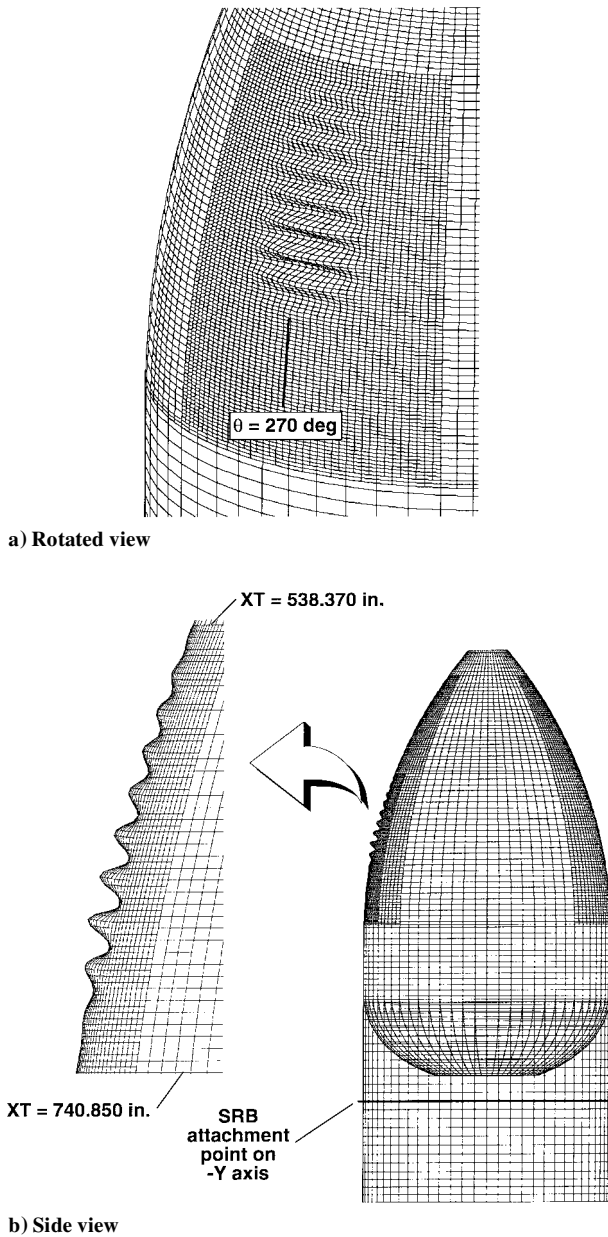 θ = 270 deg
a) Rotated view
XT = 538.370 in.
XT = 740.850 in.
SRB
attachment
point on
-Y axis
b) Side view